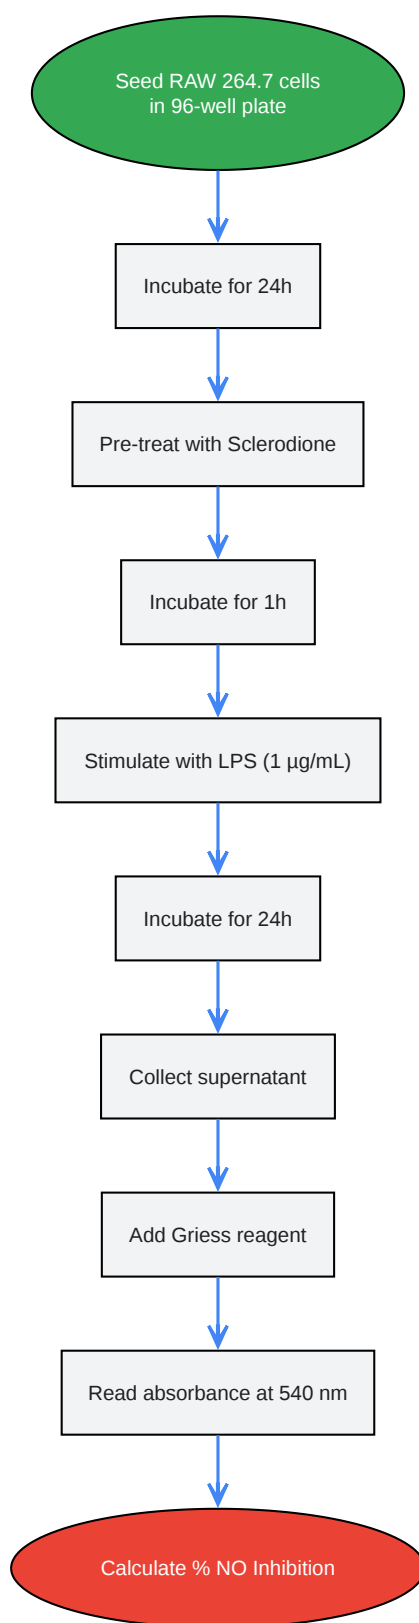 Seed RAW 264.7 cells
in 96-well plate
Incubate for 24h
Pre-treat with Sclerodione
Incubate for 1h
Stimulate with LPS (1 µg/mL)
Incubate for 24h
Collect supernatant
Add Griess reagent
Read absorbance at 540 nm
Calculate % NO Inhibition